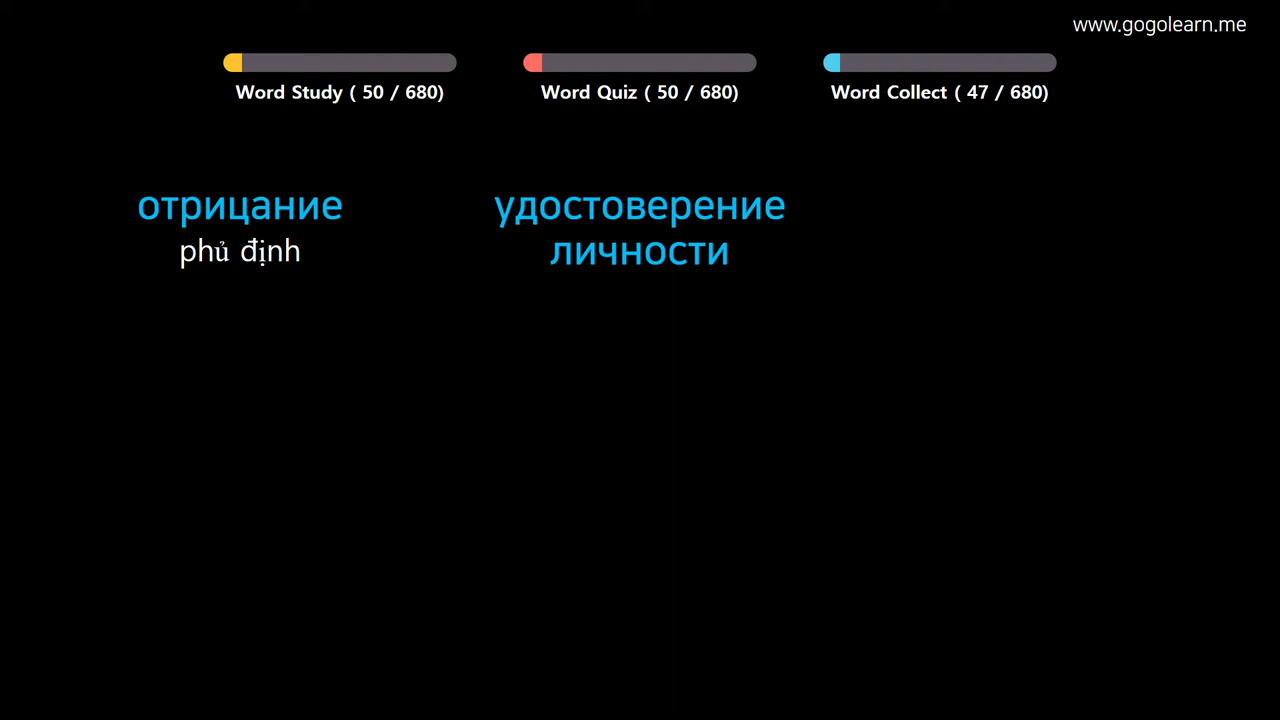 www.gogolearn.me
Word Study ( 50 / 680)
Word Quiz ( 50 / 680)
Word Collect ( 47 / 680)
отрицание
phủ định
удостоверение
личности